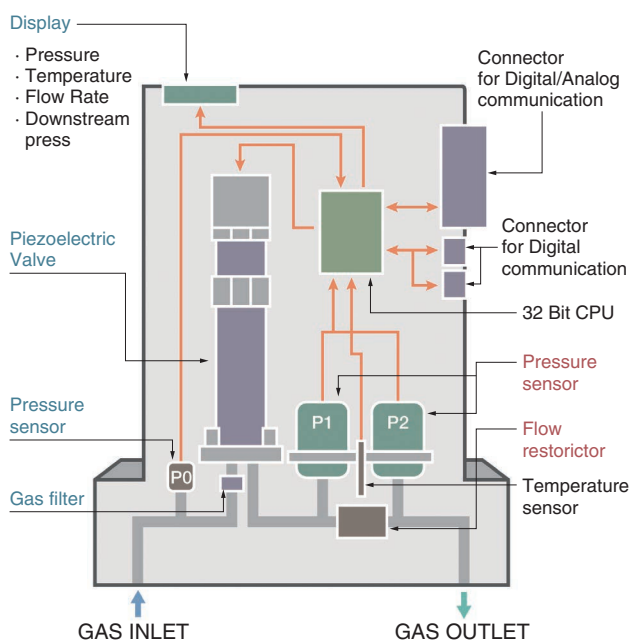 Display
· Pressure
· Temperature
· Flow Rate
· Downstream
press
Connector
for Digital/Analog
communication
Piezoelectric
Valve
Connector
for Digital
communication
32 Bit CPU
Pressure
sensor
P1
P2
Pressure
sensor
P0
Flow
restorictor
Gas filter
Temperature
sensor
GAS INLET
GAS OUTLET